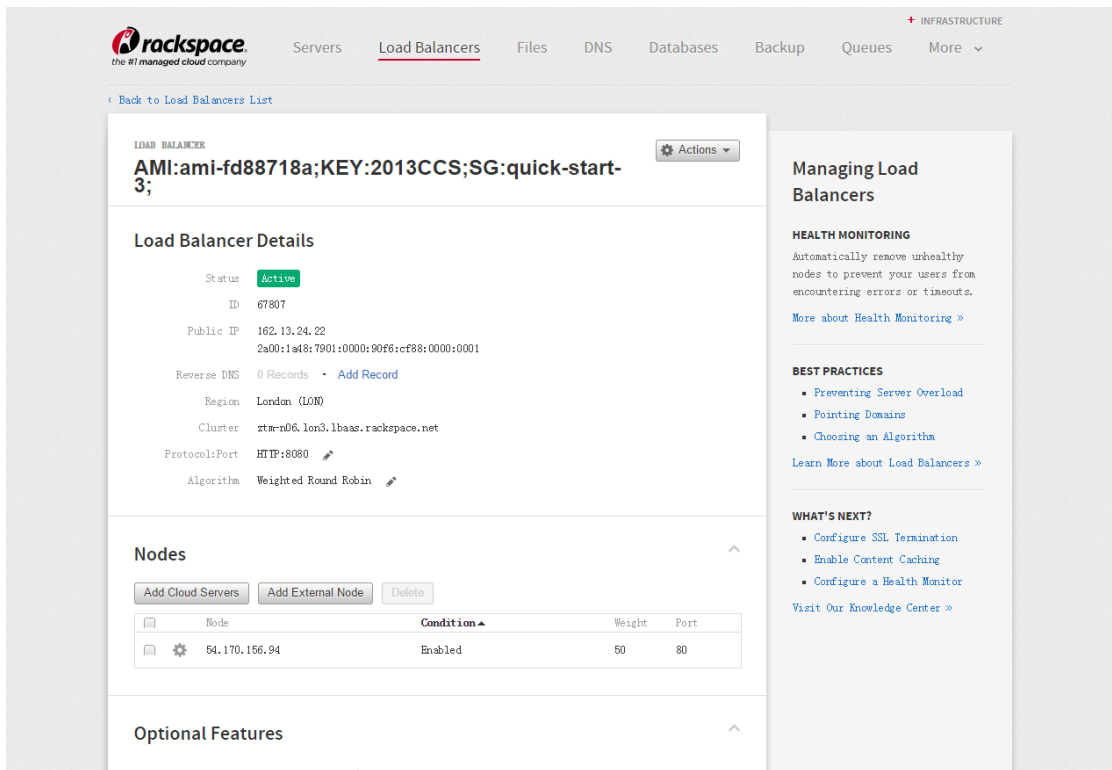 + INFRASTRUCTURE
rackspace.
the #1 managed cloud company
Servers Load Balancers Files DNS Databases Backup Queues More
‹ Back to Load Balancers List
LOAD BALANCER
AMI:ami-fd88718a;KEY:2013CCS;SG:quick-start-
3;
Actions
Load Balancer Details
Status Active
ID 67807
Public IP 162.13.24.22
2a00:1a48:7901:0000:90f6:cf88:0000:0001
Reverse DNS 0 Records - Add Record
Region London (LON)
Cluster ztm-n06.lon3.lbaas.rackspace.net
Protocol:Port HTTP:8080
Algorithm Weighted Round Robin
Nodes
Add Cloud Servers Add External Node Delete
Node Condition Weight Port
54.170.156.94 Enabled 50 80
Optional Features
Managing Load
Balancers
HEALTH MONITORING
Automatically remove unhealthy
nodes to prevent your users from
encountering errors or timeouts.
More about Health Monitoring »
BEST PRACTICES
Preventing Server Overload
Pointing Domains
Choosing an Algorithm
Learn More about Load Balancers »
WHAT'S NEXT?
Configure SSL Termination
Enable Content Caching
Configure a Health Monitor
Visit Our Knowledge Center »